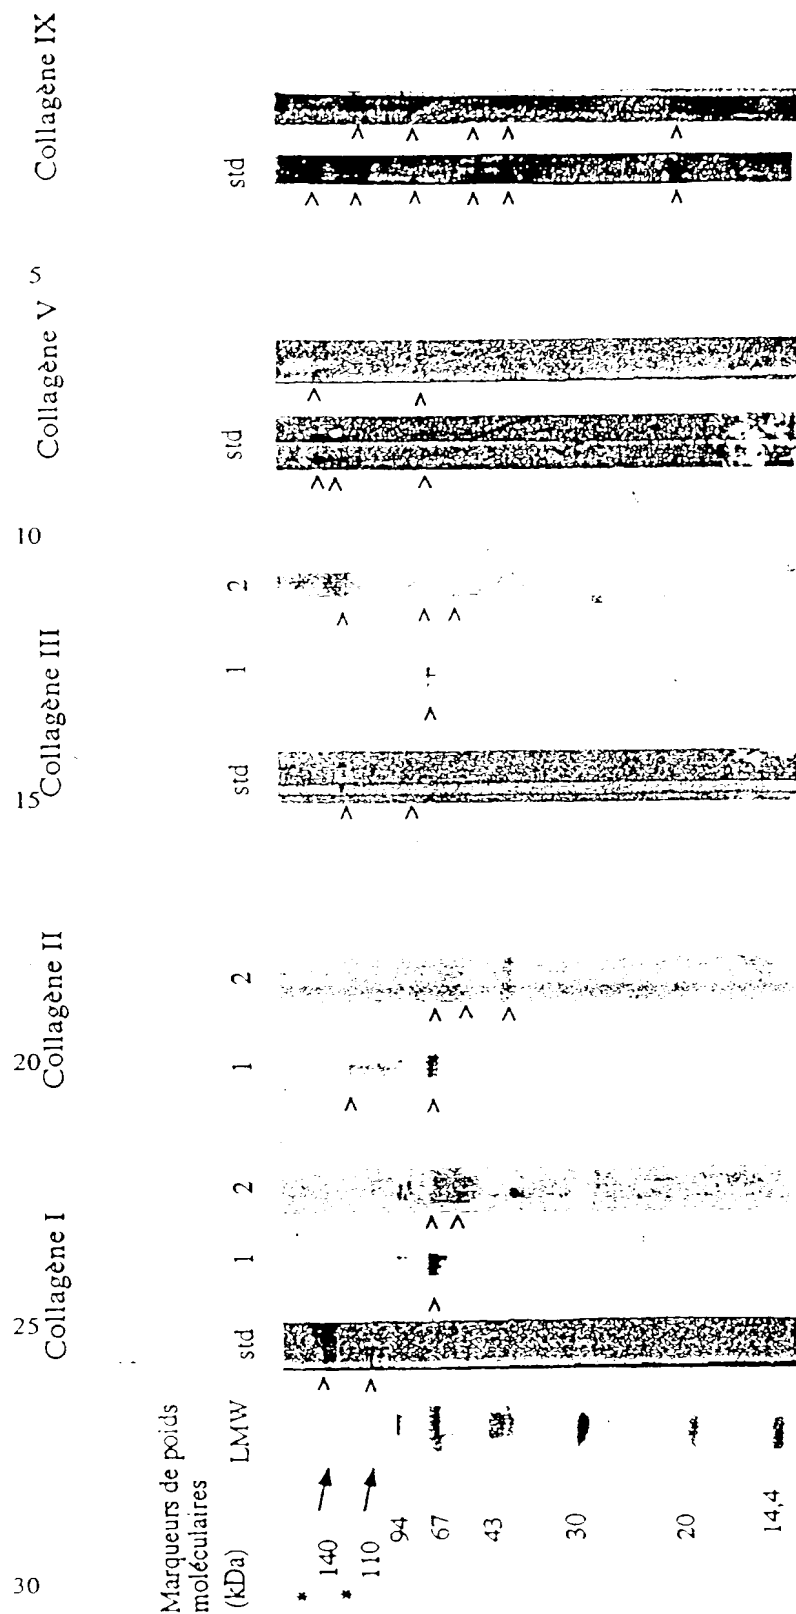 Marqueurs de poids
moléculaires
(kDa)
LMW
* 140
* 110
94
67
43
30
20
14,4
Collagène I
std
1
2
Collagène II
1
2
Collagène III
std
1
2
Collagène V
std
Collagène IX
std
5
10
15
20
25
30